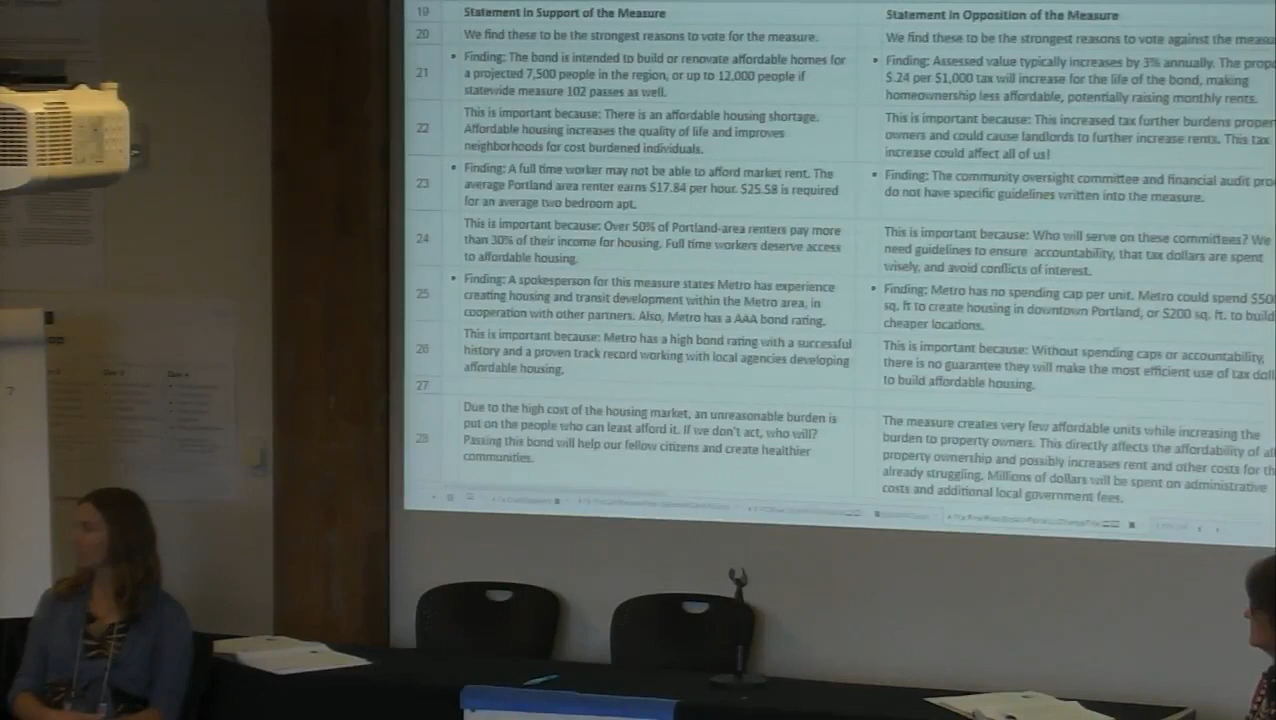 19
Statement in Support of the Measure
20
We find these to be the strongest reasons to vote for the measure.
21
• Finding: The bond is intended to build or renovate affordable homes for
a projected 7,500 people in the region, or up to 12,000 people if
statewide measure 102 passes as well.
22
This is important because: There is an affordable housing shortage.
Affordable housing increases the quality of life and improves
neighborhoods for cost burdened individuals.
23
• Finding: A full time worker may not be able to afford market rent. The
average Portland area renter earns $17.84 per hour. $25.58 is required
for an average two bedroom apt.
24
This is important because: Over 50% of Portland-area renters pay more
than 30% of their income for housing. Full time workers deserve access
to affordable housing.
25
• Finding: A spokesperson for this measure states Metro has experience
creating housing and transit development within the Metro area, in
cooperation with other partners. Also, Metro has a AAA bond rating.
26
This is important because: Metro has a high bond rating with a successful
history and a proven track record working with local agencies developing
affordable housing.
27
28
Due to the high cost of the housing market, an unreasonable burden is
put on the people who can least afford it. If we don't act, who will?
Passing this bond will help our fellow citizens and create healthier
communities.
Statement in Opposition of the Measure
We find these to be the strongest reasons to vote against the measu
• Finding: Assessed value typically increases by 3% annually. The prop
$.24 per $1,000 tax will increase for the life of the bond, making
homeownership less affordable, potentially raising monthly rents.
This is important because: This increased tax further burdens proper
owners and could cause landlords to further increase rents. This tax
increase could affect all of us!
• Finding: The community oversight committee and financial audit pro
do not have specific guidelines written into the measure.
This is important because: Who will serve on these committees? We
need guidelines to ensure accountability, that tax dollars are spent
wisely, and avoid conflicts of interest.
• Finding: Metro has no spending cap per unit. Metro could spend $50
sq. ft to create housing in downtown Portland, or $200 sq. ft. to build
cheaper locations.
This is important because: Without spending caps or accountability,
there is no guarantee they will make the most efficient use of tax doll
to build affordable housing.
The measure creates very few affordable units while increasing the
burden to property owners. This directly affects the affordability of al
property ownership and possibly increases rent and other costs for th
already struggling. Millions of dollars will be spent on administrative
costs and additional local government fees.
7